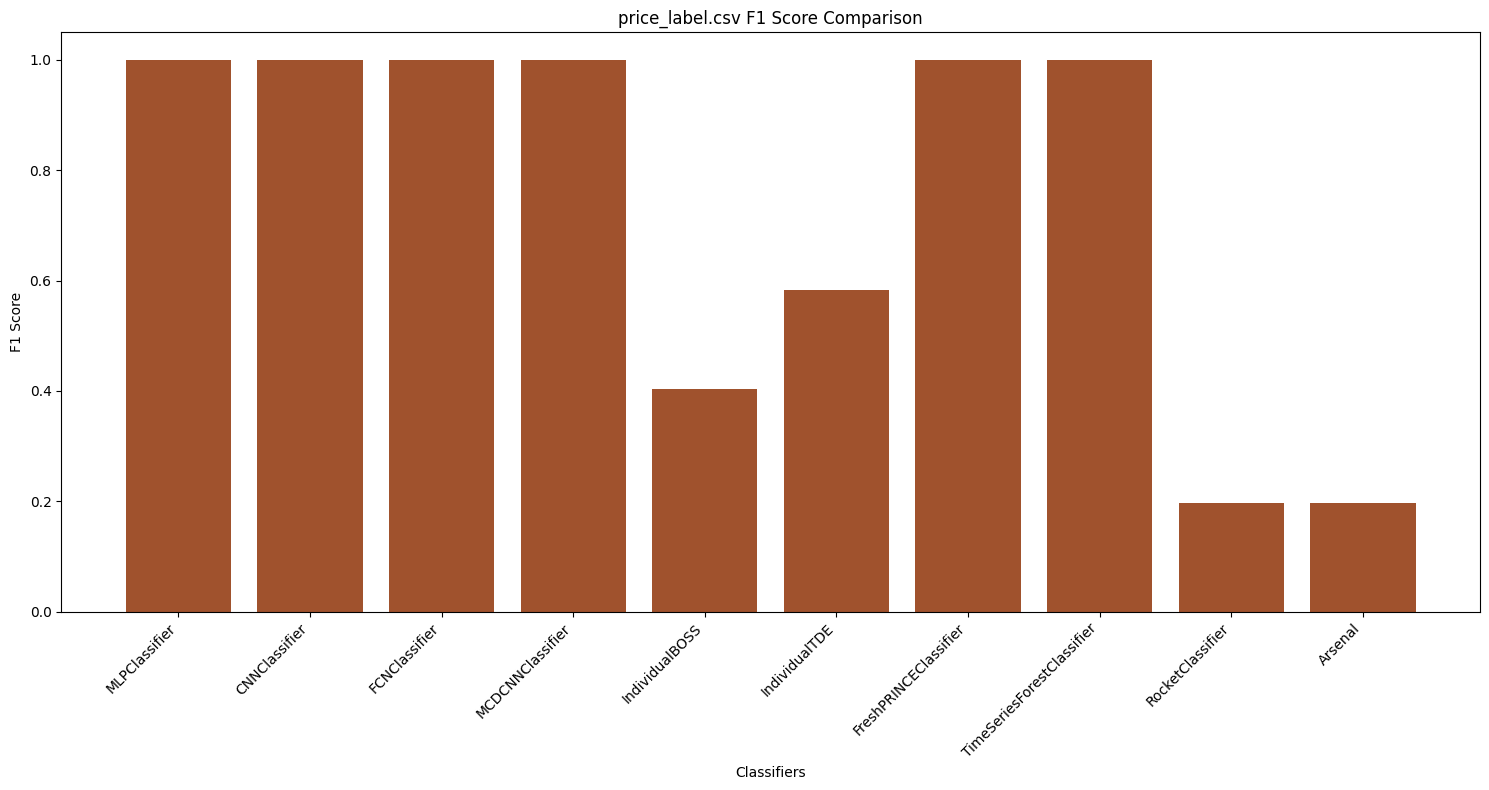 price_label.csv F1 Score Comparison
F1 Score
1.0
0.8
0.6
0.4
0.2
0.0
MLPClassifier
CNNClassifier
FCNClassifier
MCDCNNClassifier
IndividualBOSS
IndividualTDE
FreshPRINCEClassifier
TimeSeriesForestClassifier
RocketClassifier
Arsenal
Classifiers